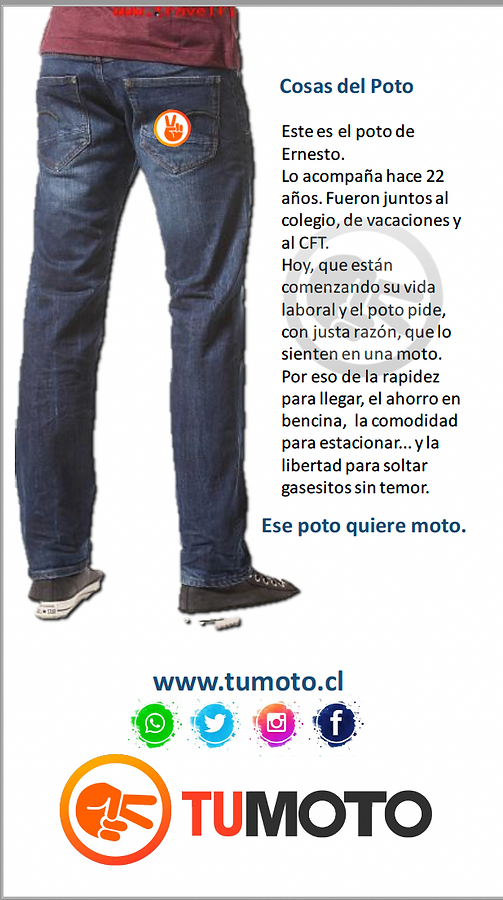 Cosas del Poto
Este es el poto de
Ernesto.
Lo acompaña hace 22
años. Fueron juntos al
colegio, de vacaciones y
al CFT.
Hoy, que están
comenzando su vida
laboral y el poto pide,
con justa razón, que lo
sienten en una moto.
Por eso de la rapidez
para llegar, el ahorro en
bencina, la comodidad
para estacionar... y la
libertad para soltar
gasesitos sin temor.
Ese poto quiere moto.
www.tumoto.cl
TUMOTO